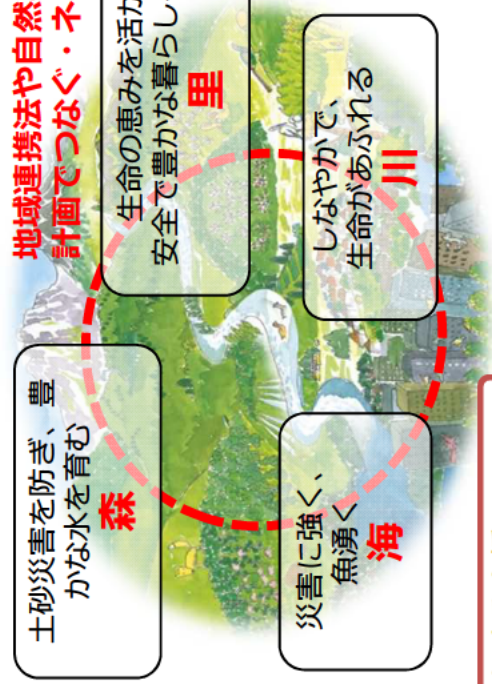 地域連携法や自然
計画でつなぐ・ネ
土砂災害を防ぎ、豊
かな水を育む
森
生命の恵みを活か
安全で豊かな暮らし
里
災害に強く、
魚湧く
海
しなやかで、
生命があふれる
川